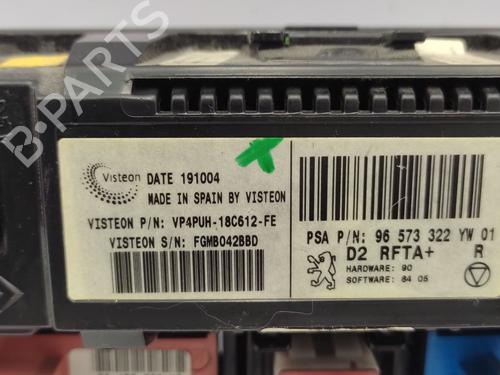 Visteon DATE 191004
MADE IN SPAIN BY VISTEON
VISTEON P/N: VP4PUH-18C612-FE
VISTEON S/N: FGMB042BBD
PSA P/N: 96 573 322 YW 01
D2 RFTA+ R
HARDWARE: 90
SOFTWARE: 84 05
B-PARTS